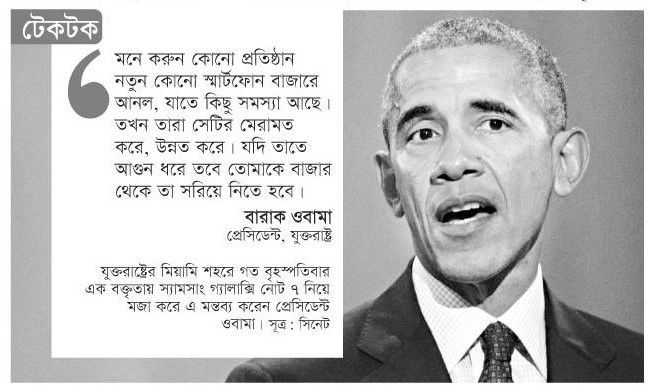 টেকটক
মনে করুন কোনো প্রতিষ্ঠান
নতুন কোনো স্মার্টফোন বাজারে
আনল, যাতে কিছু সমস্যা আছে।
তখন তারা সেটির মেরামত
করে, উন্নত করে। যদি তাতে
আগুন ধরে তবে তোমাকে বাজার
থেকে তা সরিয়ে নিতে হবে।
বারাক ওবামা
প্রেসিডেন্ট, যুক্তরাষ্ট্র
যুক্তরাষ্ট্রের মিয়ামি শহরে গত বৃহস্পতিবার
এক বক্তৃতায় স্যামসাং গ্যালাক্সি নোট ৭ নিয়ে
মজা করে এ মন্তব্য করেন প্রেসিডেন্ট
ওবামা। সূত্র : সিনেট